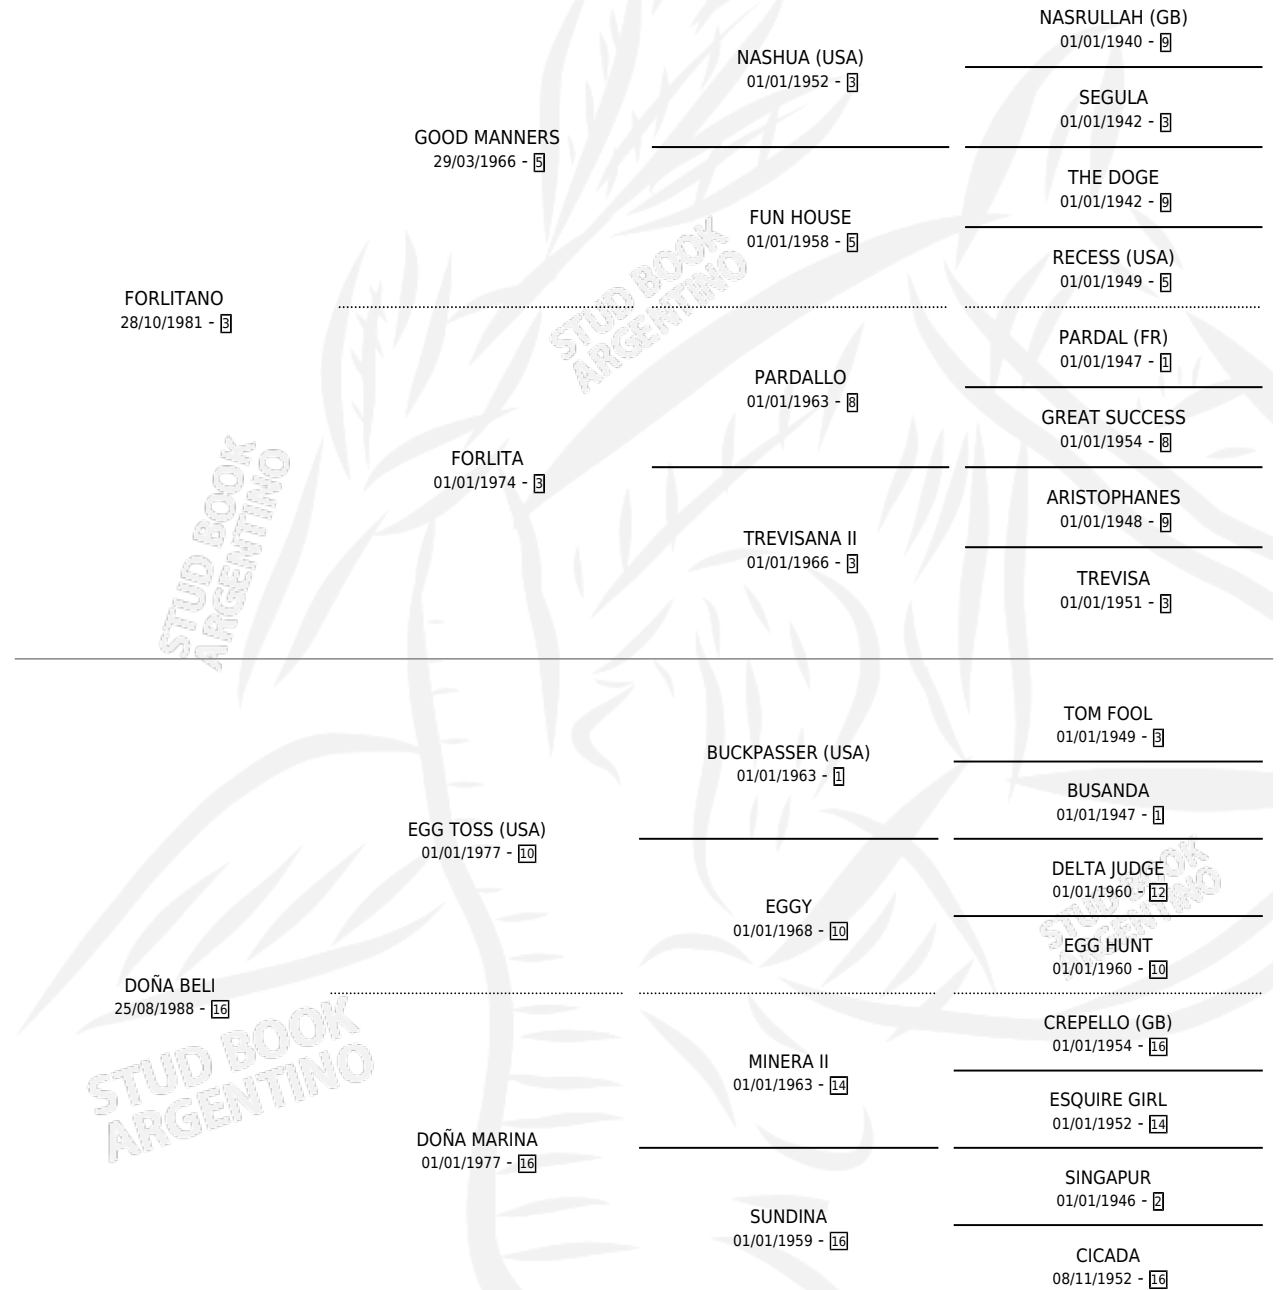 NASRULLAH (GB)
01/01/1940 - 9
NASHUA (USA)
01/01/1952 - 3
SEGULA
01/01/1942 - 3
GOOD MANNERS
29/03/1966 - 5
THE DOGE
01/01/1942 - 9
FUN HOUSE
01/01/1958 - 5
RECESS (USA)
01/01/1949 - 5
FORLITANO
28/10/1981 - 3
PARDAL (FR)
01/01/1947 - 1
PARDALLO
01/01/1963 - 8
GREAT SUCCESS
01/01/1954 - 8
FORLITA
01/01/1974 - 3
ARISTOPHANES
01/01/1948 - 9
TREVISANA II
01/01/1966 - 3
TREVISA
01/01/1951 - 3
TOM FOOL
01/01/1949 - 3
BUCKPASSER (USA)
01/01/1963 - 1
BUSANDA
01/01/1947 - 1
EGG TOSS (USA)
01/01/1977 - 10
DELTA JUDGE
01/01/1960 - 12
EGGY
01/01/1968 - 10
EGG HUNT
01/01/1960 - 10
DOÑA BELI
25/08/1988 - 16
CREPELLO (GB)
01/01/1954 - 16
MINERA II
01/01/1963 - 14
ESQUIRE GIRL
01/01/1952 - 14
DOÑA MARINA
01/01/1977 - 16
SINGAPUR
01/01/1946 - 2
SUNDINA
01/01/1959 - 16
CICADA
08/11/1952 - 16
STUD BOOK
ARGENTINO
STUD BOOK
ARGENTINO
STUD BOOK
ARGENTINO
STUD BOOK
ARGENTINO